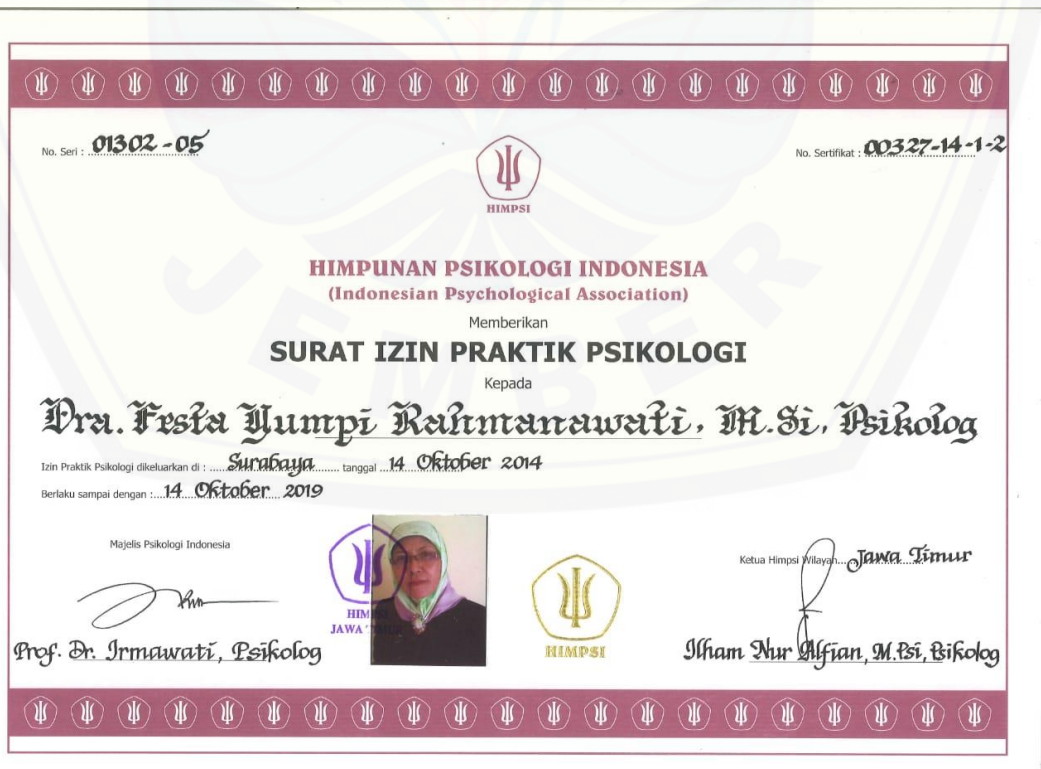 No. Seri : 01302-05
No. Sertifikat : 00327-14-1-2
HIMPSI
HIMPUNAN PSIKOLOGI INDONESIA
(Indonesian Psychological Association)
Memberikan
SURAT IZIN PRAKTIK PSIKOLOGI
Kepada
Dra. Festa Yumpi Rahmanawati, M.Si, Psikolog
Izin Praktik Psikologi dikeluarkan di : Surabaya tanggal 14 Oktober 2014
Berlaku sampai dengan : 14 Oktober 2019
Majelis Psikologi Indonesia
Ketua Himpsi Wilayah Jawa Timur
HIMPSI
JAWA
HIMPSI
Prof. Dr. Irmawati, Psikolog
Ilham Nur Alfian, M.Psi, Psikolog
JEMBER